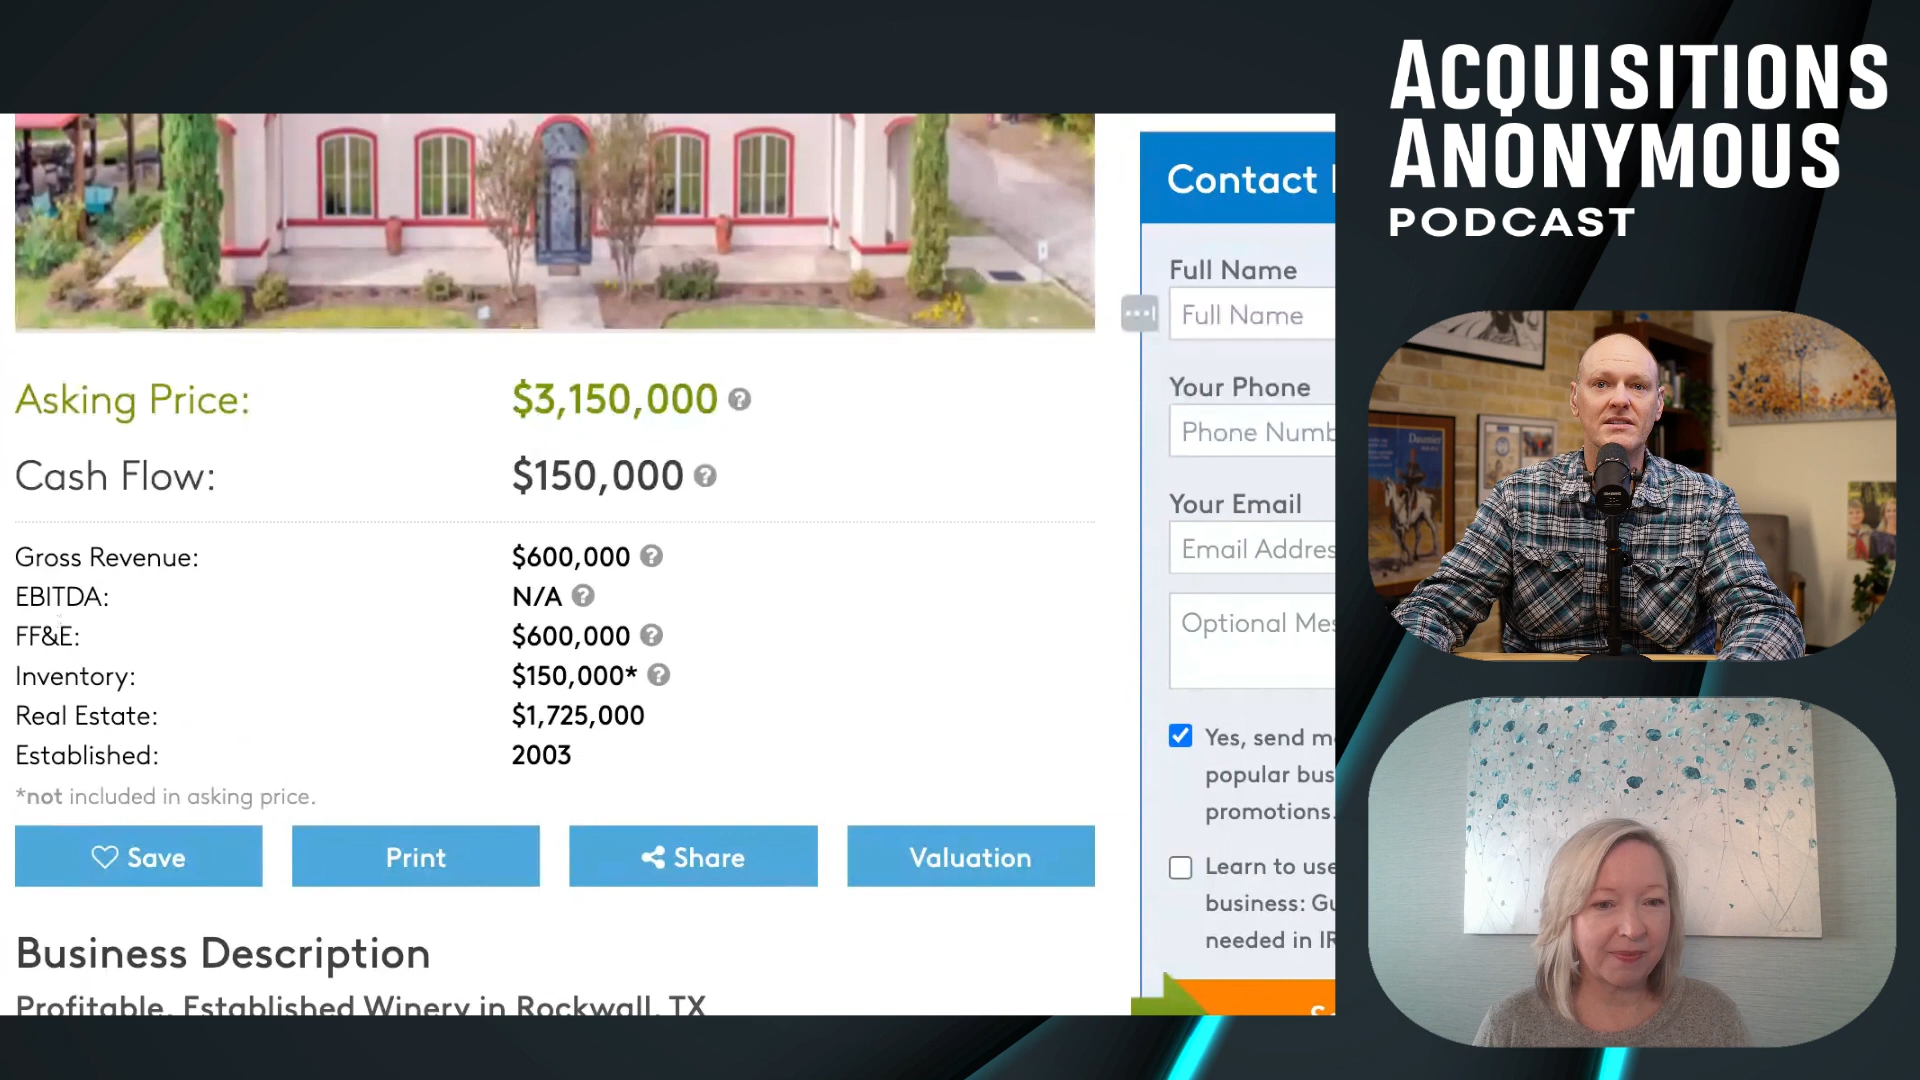 ACQUISITIONS
ANONYMOUS
PODCAST
Asking Price: $3,150,000 ?
Cash Flow: $150,000 ?
Gross Revenue: $600,000 ?
EBITDA: N/A ?
FF&E: $600,000 ?
Inventory: $150,000* ?
Real Estate: $1,725,000
Established: 2003
*not included in asking price.
Save
Print
Share
Valuation
Business Description
Profitable, Established Winery in Rockwall, TX
Contact
Full Name
Full Name
Your Phone
Phone Numb
Your Email
Email Addres
Optional Mes
Yes, send m
popular bus
promotions.
Learn to use
business: Gu
needed in IR
Daumier